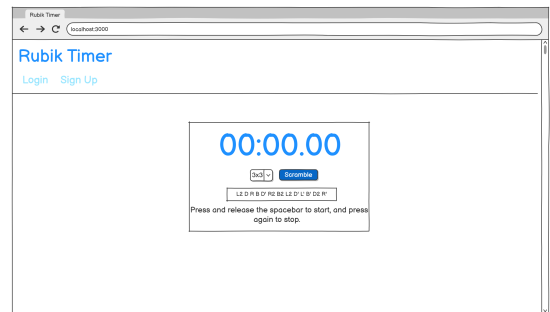 Rubik Timer
localhost:3000
Rubik Timer
Login Sign Up
00:00.00
3x3 Scramble
L2 D R B D' R2 B2 L2 D' L' B' D2 R'
Press and release the spacebar to start, and press
again to stop.